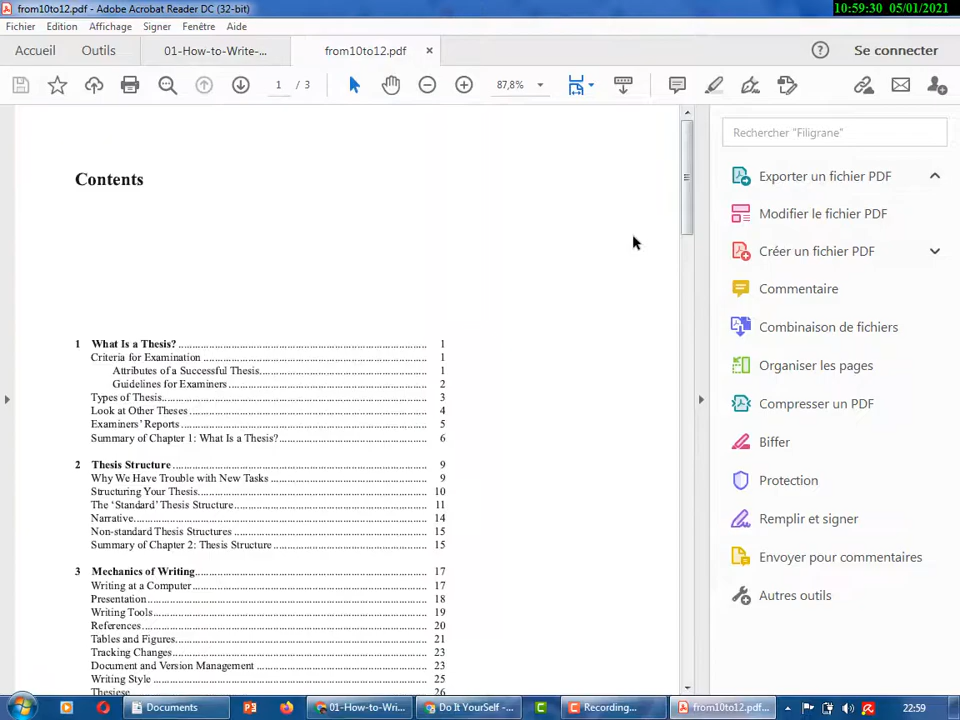 from10to12.pdf - Adobe Acrobat Reader DC (32-bit)
10:59:30 05/01/2021
Fichier Edition Affichage Signer Fenêtre Aide
Accueil Outils 01-How-to-Write-... from10to12.pdf × ? Se connecter
1 / 3 87,8%
Contents
1 What Is a Thesis? 1
Criteria for Examination 1
Attributes of a Successful Thesis 1
Guidelines for Examiners 2
Types of Thesis 3
Look at Other Theses 4
Examiners' Reports 5
Summary of Chapter 1: What Is a Thesis? 6
2 Thesis Structure 9
Why We Have Trouble with New Tasks 9
Structuring Your Thesis 10
The 'Standard' Thesis Structure 11
Narrative 14
Non-standard Thesis Structures 15
Summary of Chapter 2: Thesis Structure 15
3 Mechanics of Writing 17
Writing at a Computer 17
Presentation 18
Writing Tools 19
References 20
Tables and Figures 21
Tracking Changes 23
Document and Version Management 23
Writing Style 25
Thesiese 26
Rechercher "Filigrane"
Exporter un fichier PDF
Modifier le fichier PDF
Créer un fichier PDF
Commentaire
Combinaison de fichiers
Organiser les pages
Compresser un PDF
Biffer
Protection
Remplir et signer
Envoyer pour commentaires
Autres outils
Documents 01-How-to-Wri... Do It YourSelf -... Recording... from10to12.pdf... 22:59